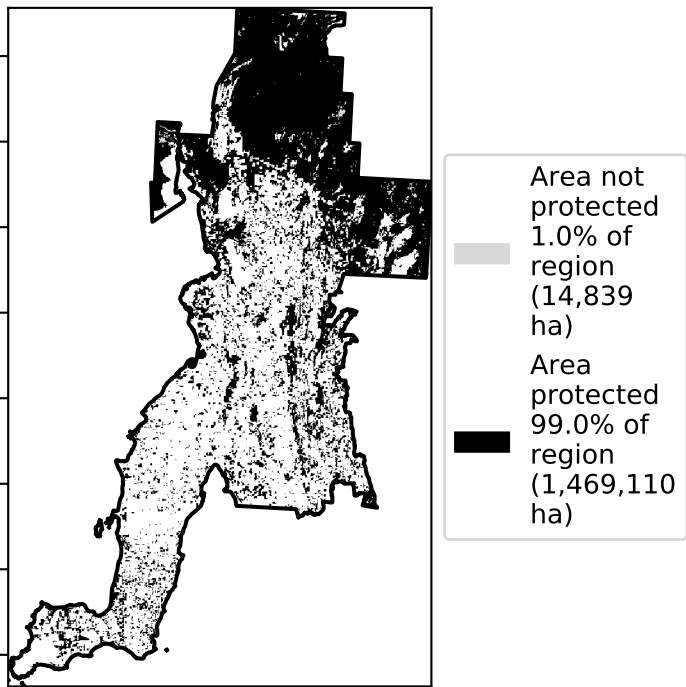 Area not
protected
1.0% of
region
(14,839
ha)
Area
protected
99.0% of
region
(1,469,110
ha)